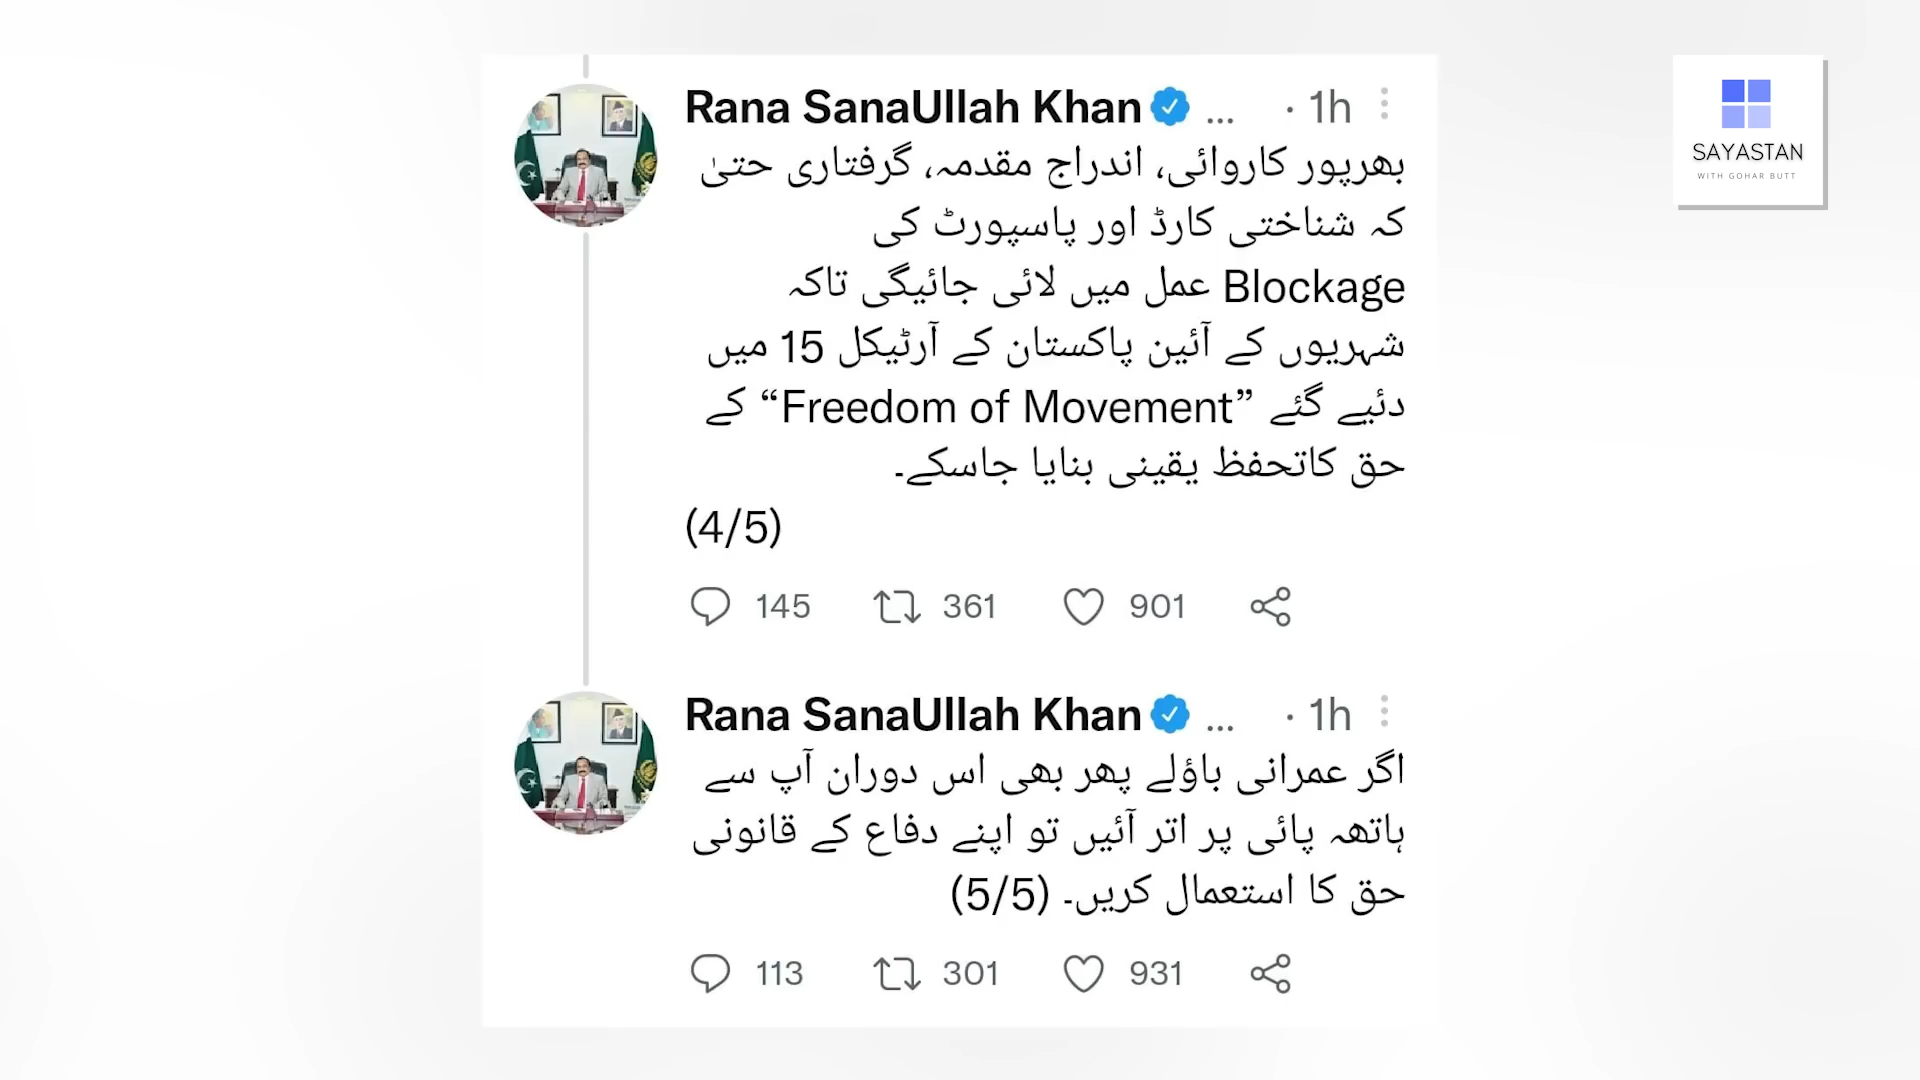 Rana SanaUllah Khan ... · 1h
بھرپور کاروائی، اندراج مقدمہ، گرفتاری حتیٰ
کہ شناختی کارڈ اور پاسپورٹ کی
Blockage عمل میں لائی جائیگی تاکہ
شہریوں کے آئین پاکستان کے آرٹیکل 15 میں
دئیے گئے ”Freedom of Movement“ کے
حق کاتحفظ یقینی بنایا جاسکے۔
(4/5)
145 361 901
Rana SanaUllah Khan ... · 1h
اگر عمرانی باؤلے پھر بھی اس دوران آپ سے
ہاتھہ پائی پر اتر آئیں تو اپنے دفاع کے قانونی
حق کا استعمال کریں۔ (5/5)
113 301 931
SAYASTAN
WITH GOHAR BUTT